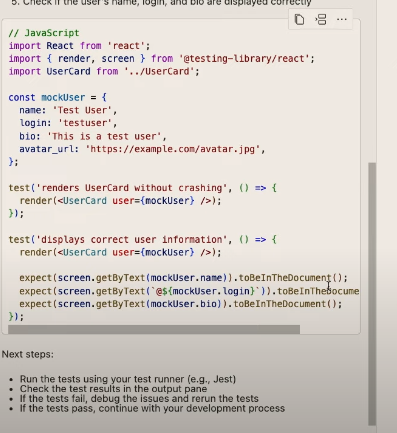 5. Check if the user's name, login, and bio are displayed correctly
// JavaScript
import React from 'react';
import { render, screen } from '@testing-library/react';
import UserCard from '../UserCard';
const mockUser = {
  name: 'Test User',
  login: 'testuser',
  bio: 'This is a test user',
  avatar_url: 'https://example.com/avatar.jpg',
};
test('renders UserCard without crashing', () => {
  render(<UserCard user={mockUser} />);
});
test('displays correct user information', () => {
  render(<UserCard user={mockUser} />);
  expect(screen.getByText(mockUser.name)).toBeInTheDocument();
  expect(screen.getByText(`@${mockUser.login}`)).toBeInTheDocume
  expect(screen.getByText(mockUser.bio)).toBeInTheDocument();
});
Next steps:
• Run the tests using your test runner (e.g., Jest)
• Check the test results in the output pane
• If the tests fail, debug the issues and rerun the tests
• If the tests pass, continue with your development process